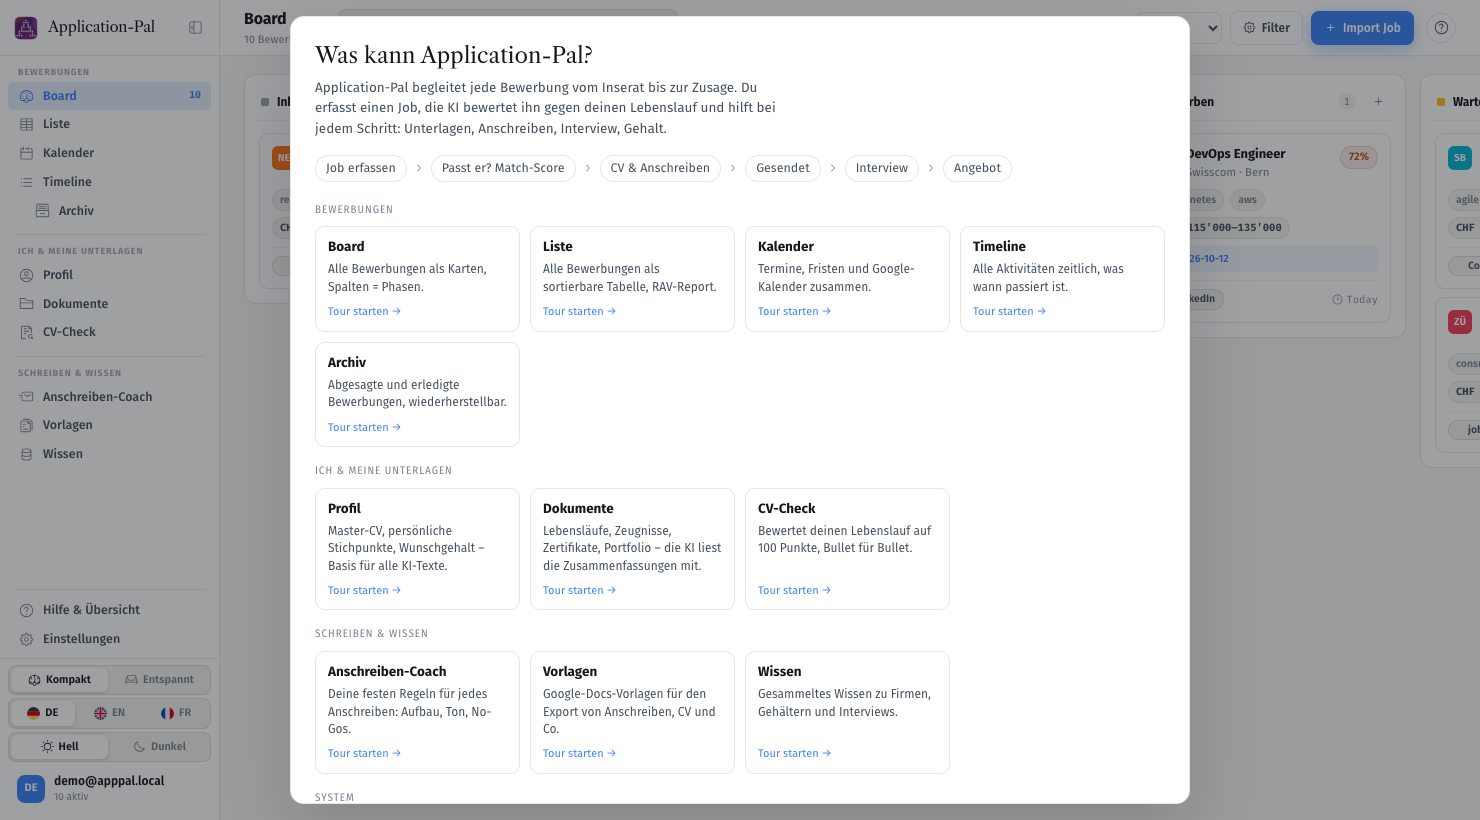 Application-Pal
BEWERBUNGEN
Board
10
Liste
Kalender
Timeline
Archiv
ICH & MEINE UNTERLAGEN
Profil
Dokumente
CV-Check
SCHREIBEN & WISSEN
Anschreiben-Coach
Vorlagen
Wissen
Hilfe & Übersicht
Einstellungen
Kompakt
Entspannt
DE
EN
FR
Hell
Dunkel
DE
demo@apppal.local
10 aktiv
Board
Filter
+ Import Job
Was kann Application-Pal?
Application-Pal begleitet jede Bewerbung vom Inserat bis zur Zusage. Du
erfasst einen Job, die KI bewertet ihn gegen deinen Lebenslauf und hilft bei
jedem Schritt: Unterlagen, Anschreiben, Interview, Gehalt.
Job erfassen > Passt er? Match-Score > CV & Anschreiben > Gesendet > Interview > Angebot
BEWERBUNGEN
Board
Alle Bewerbungen als Karten,
Spalten = Phasen.
Tour starten →
Liste
Alle Bewerbungen als
sortierbare Tabelle, RAV-Report.
Tour starten →
Kalender
Termine, Fristen und Google-
Kalender zusammen.
Tour starten →
Timeline
Alle Aktivitäten zeitlich, was
wann passiert ist.
Tour starten →
Archiv
Abgesagte und erledigte
Bewerbungen, wiederherstellbar.
Tour starten →
ICH & MEINE UNTERLAGEN
Profil
Master-CV, persönliche
Stichpunkte, Wunschgehalt –
Basis für alle KI-Texte.
Tour starten →
Dokumente
Lebensläufe, Zeugnisse,
Zertifikate, Portfolio – die KI liest
die Zusammenfassungen mit.
Tour starten →
CV-Check
Bewertet deinen Lebenslauf auf
100 Punkte, Bullet für Bullet.
Tour starten →
SCHREIBEN & WISSEN
Anschreiben-Coach
Deine festen Regeln für jedes
Anschreiben: Aufbau, Ton, No-
Gos.
Tour starten →
Vorlagen
Google-Docs-Vorlagen für den
Export von Anschreiben, CV und
Co.
Tour starten →
Wissen
Gesammeltes Wissen zu Firmen,
Gehältern und Interviews.
Tour starten →
SYSTEM
1 +
DevOps Engineer
72%
Swisscom · Bern
aws
115’000–135’000
26-10-12
Today
SB
CHF
ZÜ
CHF